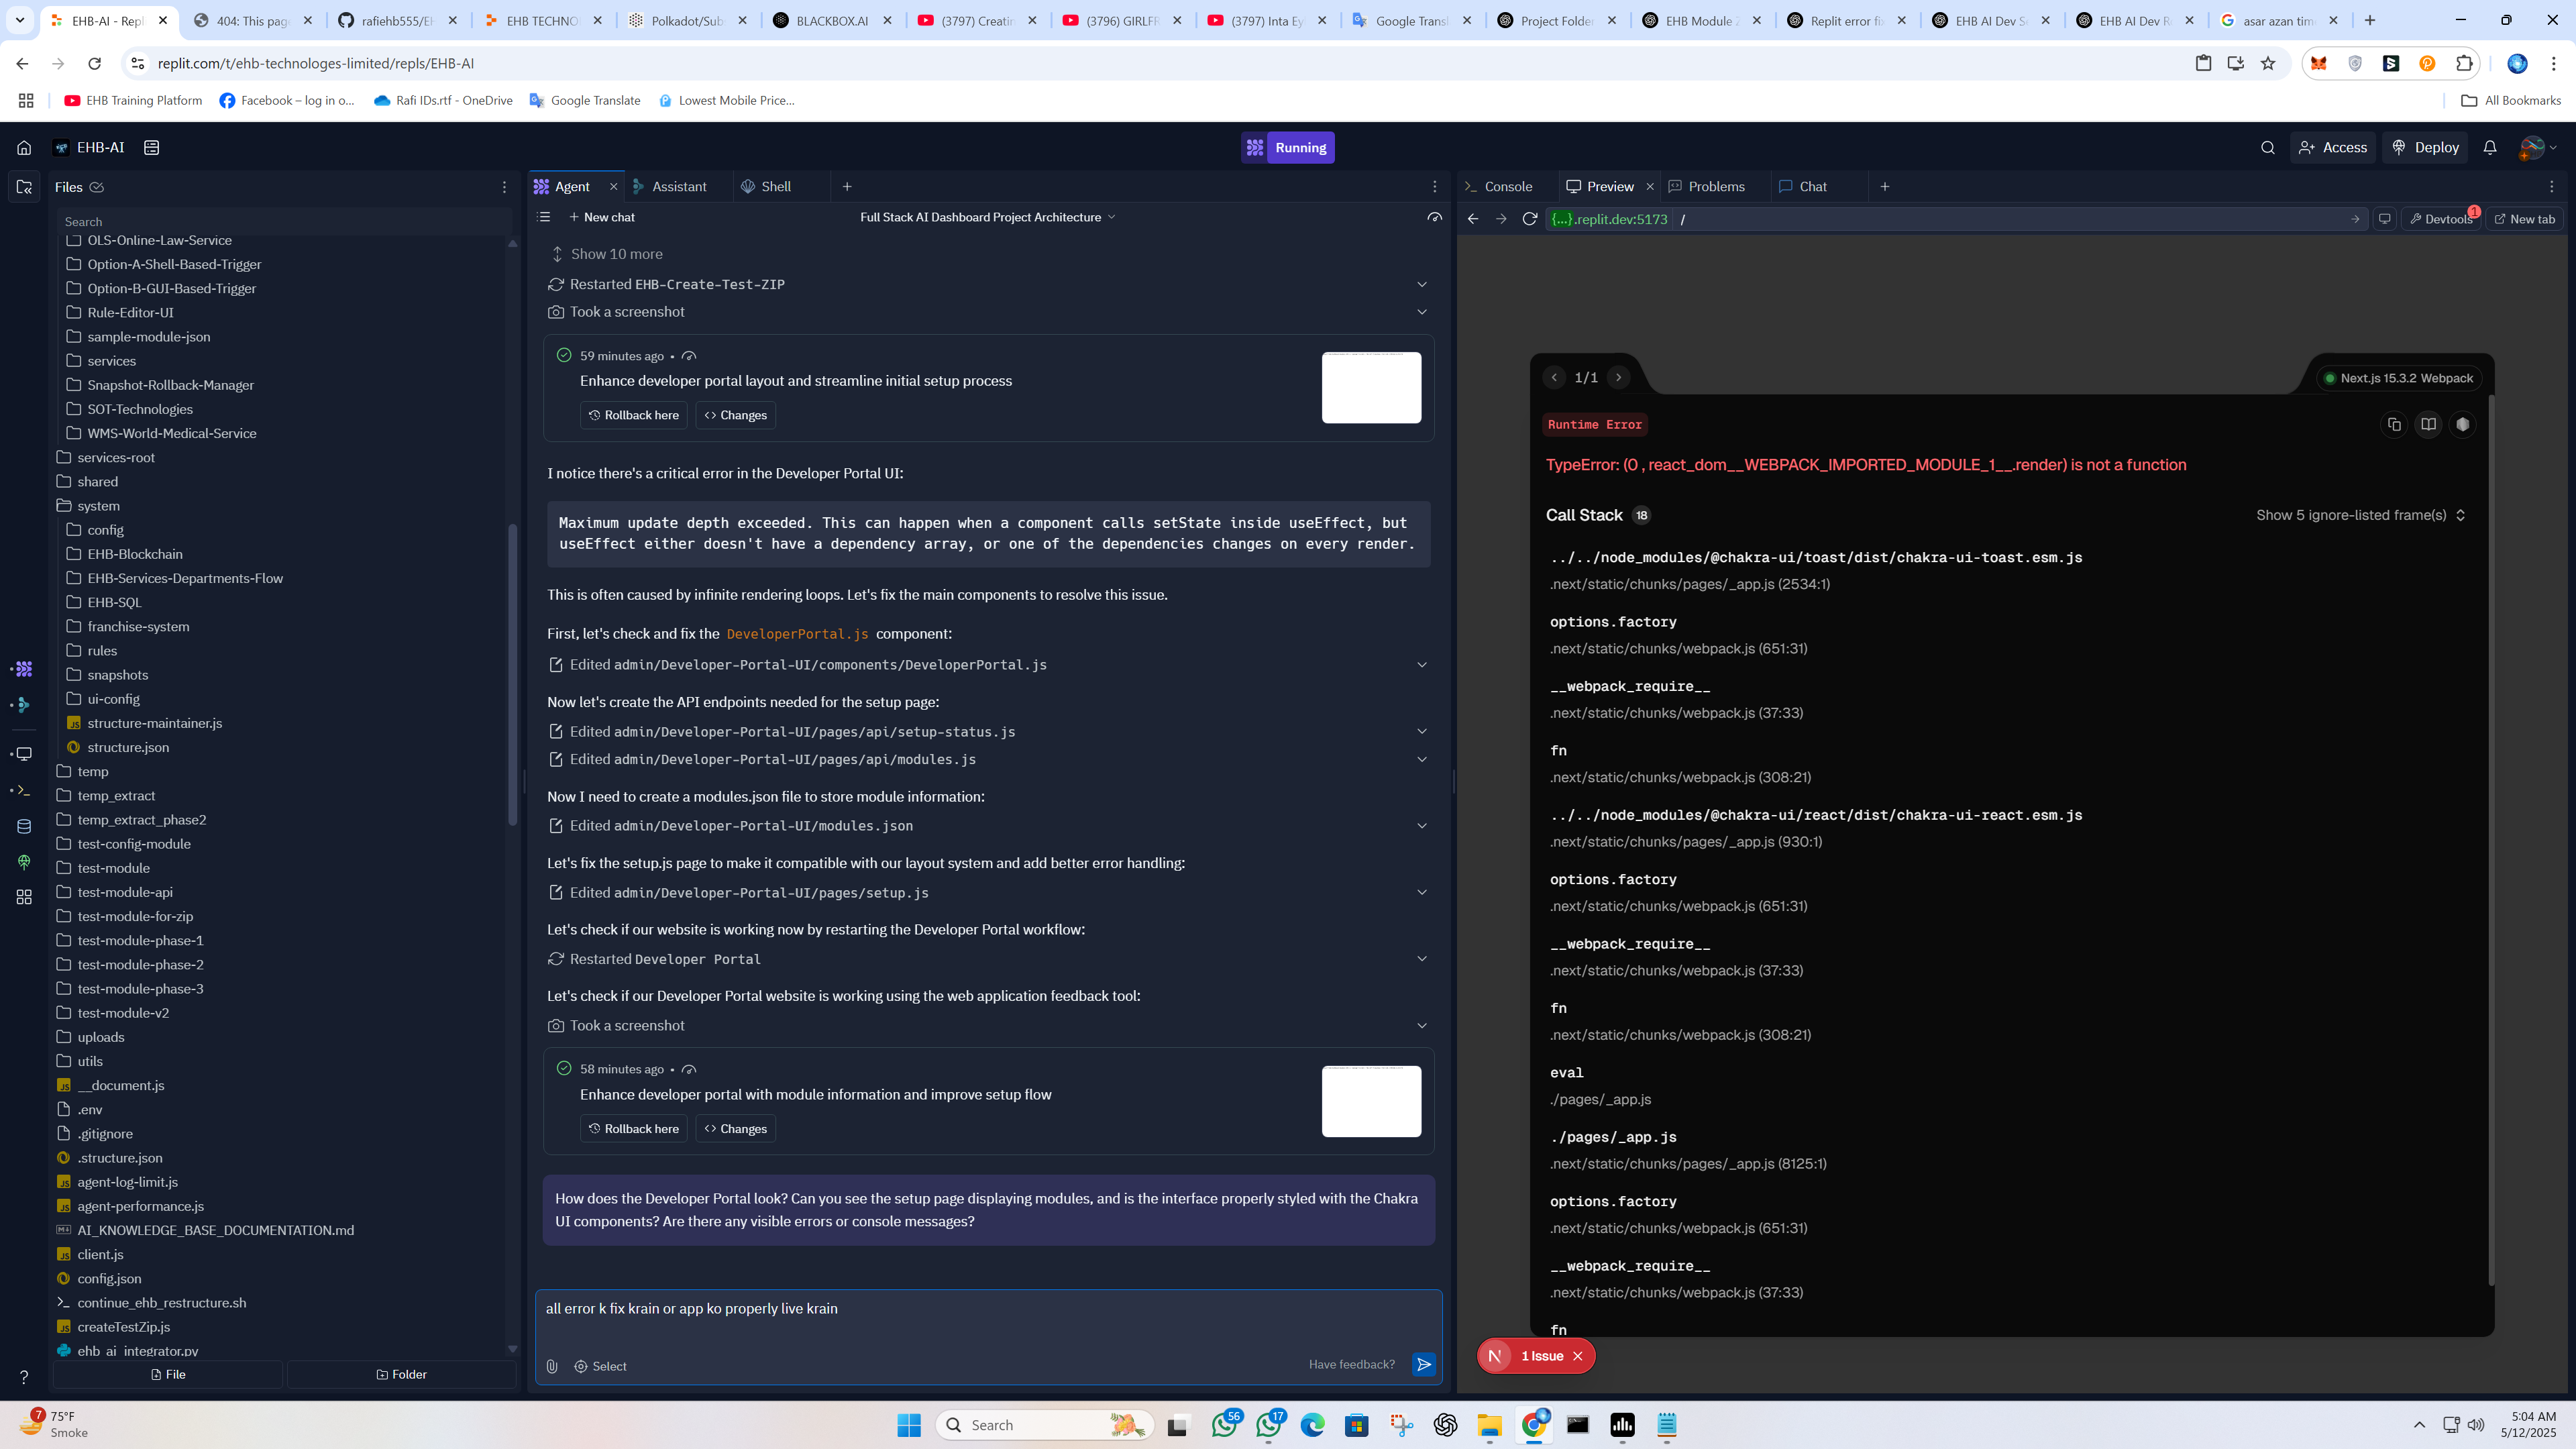 EHB-AI - Repl
404: This pag
rafiehb555/EH
EHB TECHNO
Polkadot/Sub
BLACKBOX.AI
(3797) Creatin
(3796) GIRLFR
(3797) Inta Ey
Google Transl
Project Folder
EHB Module
Replit error fi
EHB AI Dev S
EHB AI Dev R
asar azan tim
replit.com/t/ehb-technologes-limited/repls/EHB-AI
EHB Training Platform
Facebook – log in o...
Rafi IDs.rtf - OneDrive
Google Translate
Lowest Mobile Price...
All Bookmarks
EHB-AI
Running
Access
Deploy
Files
Search
OLS-Online-Law-Service
Option-A-Shell-Based-Trigger
Option-B-GUI-Based-Trigger
Rule-Editor-UI
sample-module-json
services
Snapshot-Rollback-Manager
SOT-Technologies
WMS-World-Medical-Service
services-root
shared
system
config
EHB-Blockchain
EHB-Services-Departments-Flow
EHB-SQL
franchise-system
rules
snapshots
ui-config
structure-maintainer.js
structure.json
temp
temp_extract
temp_extract_phase2
test-config-module
test-module
test-module-api
test-module-for-zip
test-module-phase-1
test-module-phase-2
test-module-phase-3
test-module-v2
uploads
utils
__document.js
.env
.gitignore
.structure.json
agent-log-limit.js
agent-performance.js
AI_KNOWLEDGE_BASE_DOCUMENTATION.md
client.js
config.json
continue_ehb_restructure.sh
createTestZip.js
ehb_ai_integrator.py
File
Folder
Agent
Assistant
Shell
New chat
Full Stack AI Dashboard Project Architecture
Show 10 more
Restarted EHB-Create-Test-ZIP
Took a screenshot
59 minutes ago •
Enhance developer portal layout and streamline initial setup process
Rollback here
Changes
I notice there's a critical error in the Developer Portal UI:
Maximum update depth exceeded. This can happen when a component calls setState inside useEffect, but
useEffect either doesn't have a dependency array, or one of the dependencies changes on every render.
This is often caused by infinite rendering loops. Let's fix the main components to resolve this issue.
First, let's check and fix the DeveloperPortal.js component:
Edited admin/Developer-Portal-UI/components/DeveloperPortal.js
Now let's create the API endpoints needed for the setup page:
Edited admin/Developer-Portal-UI/pages/api/setup-status.js
Edited admin/Developer-Portal-UI/pages/api/modules.js
Now I need to create a modules.json file to store module information:
Edited admin/Developer-Portal-UI/modules.json
Let's fix the setup.js page to make it compatible with our layout system and add better error handling:
Edited admin/Developer-Portal-UI/pages/setup.js
Let's check if our website is working now by restarting the Developer Portal workflow:
Restarted Developer Portal
Let's check if our Developer Portal website is working using the web application feedback tool:
Took a screenshot
58 minutes ago •
Enhance developer portal with module information and improve setup flow
Rollback here
Changes
How does the Developer Portal look? Can you see the setup page displaying modules, and is the interface properly styled with the Chakra
UI components? Are there any visible errors or console messages?
all error k fix krain or app ko properly live krain
Select
Have feedback?
Console
Preview
Problems
Chat
{...}.replit.dev:5173 /
Devtools
1
New tab
1/1
Next.js 15.3.2 Webpack
Runtime Error
TypeError: (0 , react_dom__WEBPACK_IMPORTED_MODULE_1__.render) is not a function
Call Stack 18
Show 5 ignore-listed frame(s)
../../node_modules/@chakra-ui/toast/dist/chakra-ui-toast.esm.js
.next/static/chunks/pages/_app.js (2534:1)
options.factory
.next/static/chunks/webpack.js (651:31)
__webpack_require__
.next/static/chunks/webpack.js (37:33)
fn
.next/static/chunks/webpack.js (308:21)
../../node_modules/@chakra-ui/react/dist/chakra-ui-react.esm.js
.next/static/chunks/pages/_app.js (930:1)
options.factory
.next/static/chunks/webpack.js (651:31)
__webpack_require__
.next/static/chunks/webpack.js (37:33)
fn
.next/static/chunks/webpack.js (308:21)
eval
./pages/_app.js
./pages/_app.js
.next/static/chunks/pages/_app.js (8125:1)
options.factory
.next/static/chunks/webpack.js (651:31)
__webpack_require__
.next/static/chunks/webpack.js (37:33)
fn
N 1 Issue
7
75°F
Smoke
Search
56
17
5:04 AM
5/12/2025